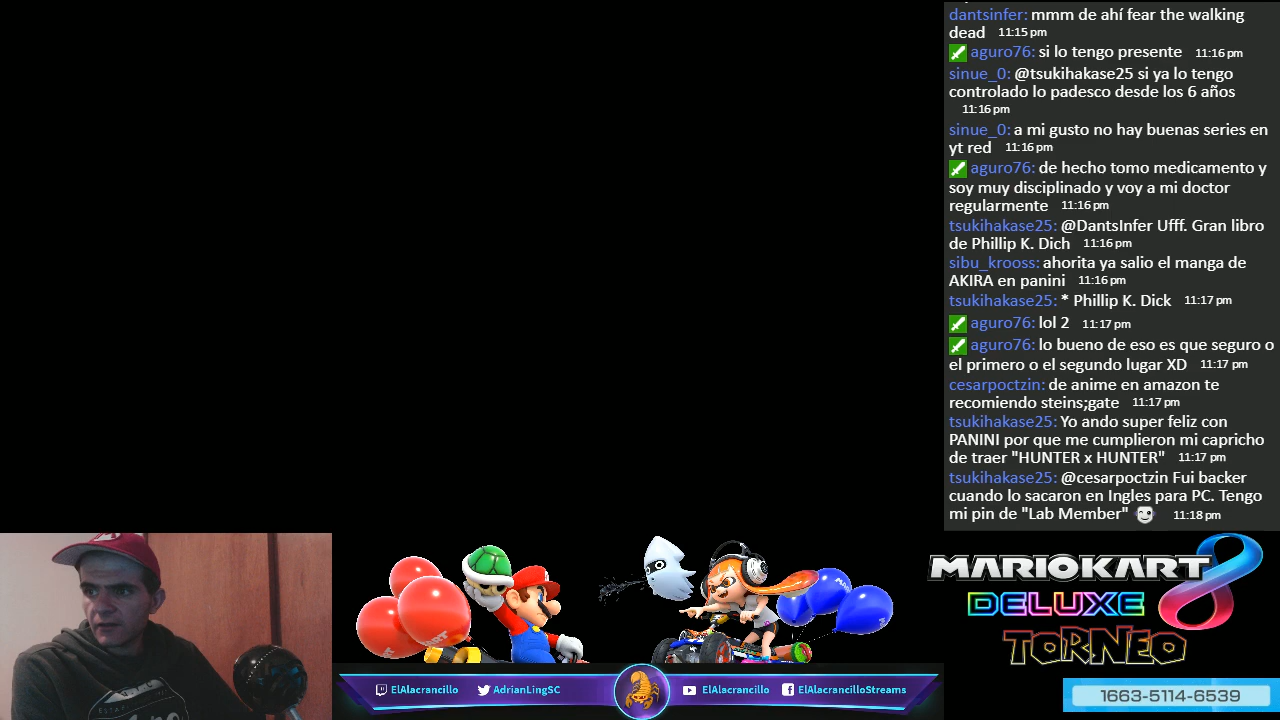 dantsinfer: mmm de ahí fear the walking
dead 11:15 pm
aguro76: si lo tengo presente 11:16 pm
sinue_0: @tsukihakase25 si ya lo tengo
controlado lo padesco desde los 6 años
11:16 pm
sinue_0: a mi gusto no hay buenas series en
yt red 11:16 pm
aguro76: de hecho tomo medicamento y
soy muy disciplinado y voy a mi doctor
regularmente 11:16 pm
tsukihakase25: @DantsInfer Ufff. Gran libro
de Phillip K. Dich 11:16 pm
sibu_krooss: ahorita ya salio el manga de
AKIRA en panini 11:16 pm
tsukihakase25: * Phillip K. Dick 11:17 pm
aguro76: lol 2 11:17 pm
aguro76: lo bueno de eso es que seguro o
el primero o el segundo lugar XD 11:17 pm
cesarpoctzin: de anime en amazon te
recomiendo steins;gate 11:17 pm
tsukihakase25: Yo ando super feliz con
PANINI por que me cumplieron mi capricho
de traer "HUNTER x HUNTER" 11:17 pm
tsukihakase25: @cesarpoctzin Fui backer
cuando lo sacaron en Ingles para PC. Tengo
mi pin de "Lab Member" 11:18 pm
MARIOKART 8
DELUXE
TORNEO
1663-5114-6539
ElAlacrancillo AdrianLingSC ElAlacrancillo ElAlacrancilloStreams